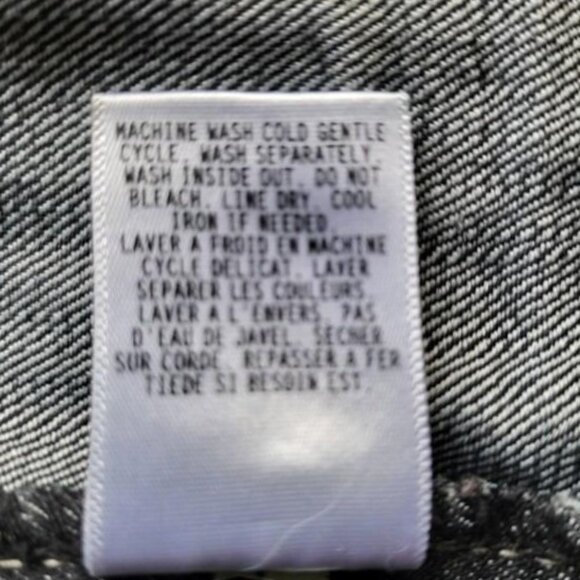 MACHINE WASH COLD GENTLE
CYCLE. WASH SEPARATELY.
WASH INSIDE OUT. DO NOT
BLEACH. LINE DRY. COOL
IRON IF NEEDED.
LAVER A FROID EN MACHINE
CYCLE DELICAT. LAVER
SEPARER LES COULEURS.
LAVER A L'ENVERS. PAS
D'EAU DE JAVEL. SECHER
SUR CORDE. REPASSER A FER
TIEDE SI BESOIN EST.